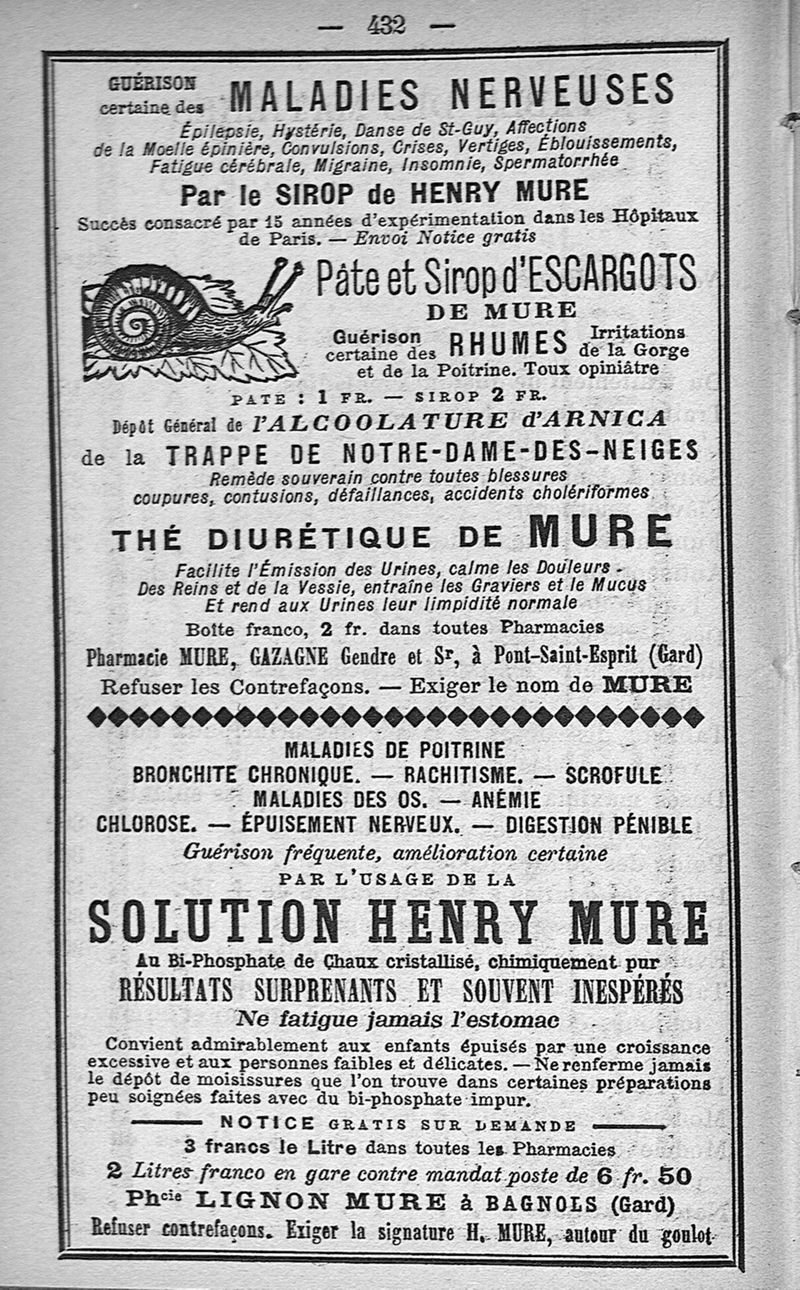 — 432 —
GUÉRISON
certaine des MALADIES NERVEUSES
Épilepsie, Hystérie, Danse de St-Guy, Affections
de la Moelle épinière, Convulsions, Crises, Vertiges, Éblouissements,
Fatigue cérébrale, Migraine, Insomnie, Spermatorrhée
Par le SIROP de HENRY MURE
Succès consacré par 15 années d'expérimentation dans les Hôpitaux
de Paris. — Envoi Notice gratis
Pâte et Sirop d'ESCARGOTS
DE MURE
Guérison certaine des RHUMES Irritations de la Gorge
et de la Poitrine. Toux opiniâtre
PATE : 1 FR. — SIROP 2 FR.
Dépôt Général de l'ALCOOLATURE d'ARNICA
de la TRAPPE DE NOTRE-DAME-DES-NEIGES
Remède souverain contre toutes blessures
coupures, contusions, défaillances, accidents cholériformes
THÉ DIURÉTIQUE DE MURE
Facilite l'Émission des Urines, calme les Douleurs
Des Reins et de la Vessie, entraîne les Graviers et le Mucus
Et rend aux Urines leur limpidité normale
Boîte franco, 2 fr. dans toutes Pharmacies
Pharmacie MURE, GAZAGNE Gendre et Sr, à Pont-Saint-Esprit (Gard)
Refuser les Contrefaçons. — Exiger le nom de MURE
MALADIES DE POITRINE
BRONCHITE CHRONIQUE. — RACHITISME. — SCROFULE
MALADIES DES OS. — ANÉMIE
CHLOROSE. — ÉPUISEMENT NERVEUX. — DIGESTION PÉNIBLE
Guérison fréquente, amélioration certaine
PAR L'USAGE DE LA
SOLUTION HENRY MURE
Au Bi-Phosphate de Chaux cristallisé, chimiquement pur
RÉSULTATS SURPRENANTS ET SOUVENT INESPÉRÉS
Ne fatigue jamais l'estomac
Convient admirablement aux enfants épuisés par une croissance
excessive et aux personnes faibles et délicates. — Ne renferme jamais
le dépôt de moisissures que l'on trouve dans certaines préparations
peu soignées faites avec du bi-phosphate impur.
NOTICE GRATIS SUR DEMANDE
3 francs le Litre dans toutes les Pharmacies
2 Litres franco en gare contre mandat poste de 6 fr. 50
Phcie LIGNON MURE à BAGNOLS (Gard)
Refuser contrefaçons. Exiger la signature H. MURE, autour du goulot